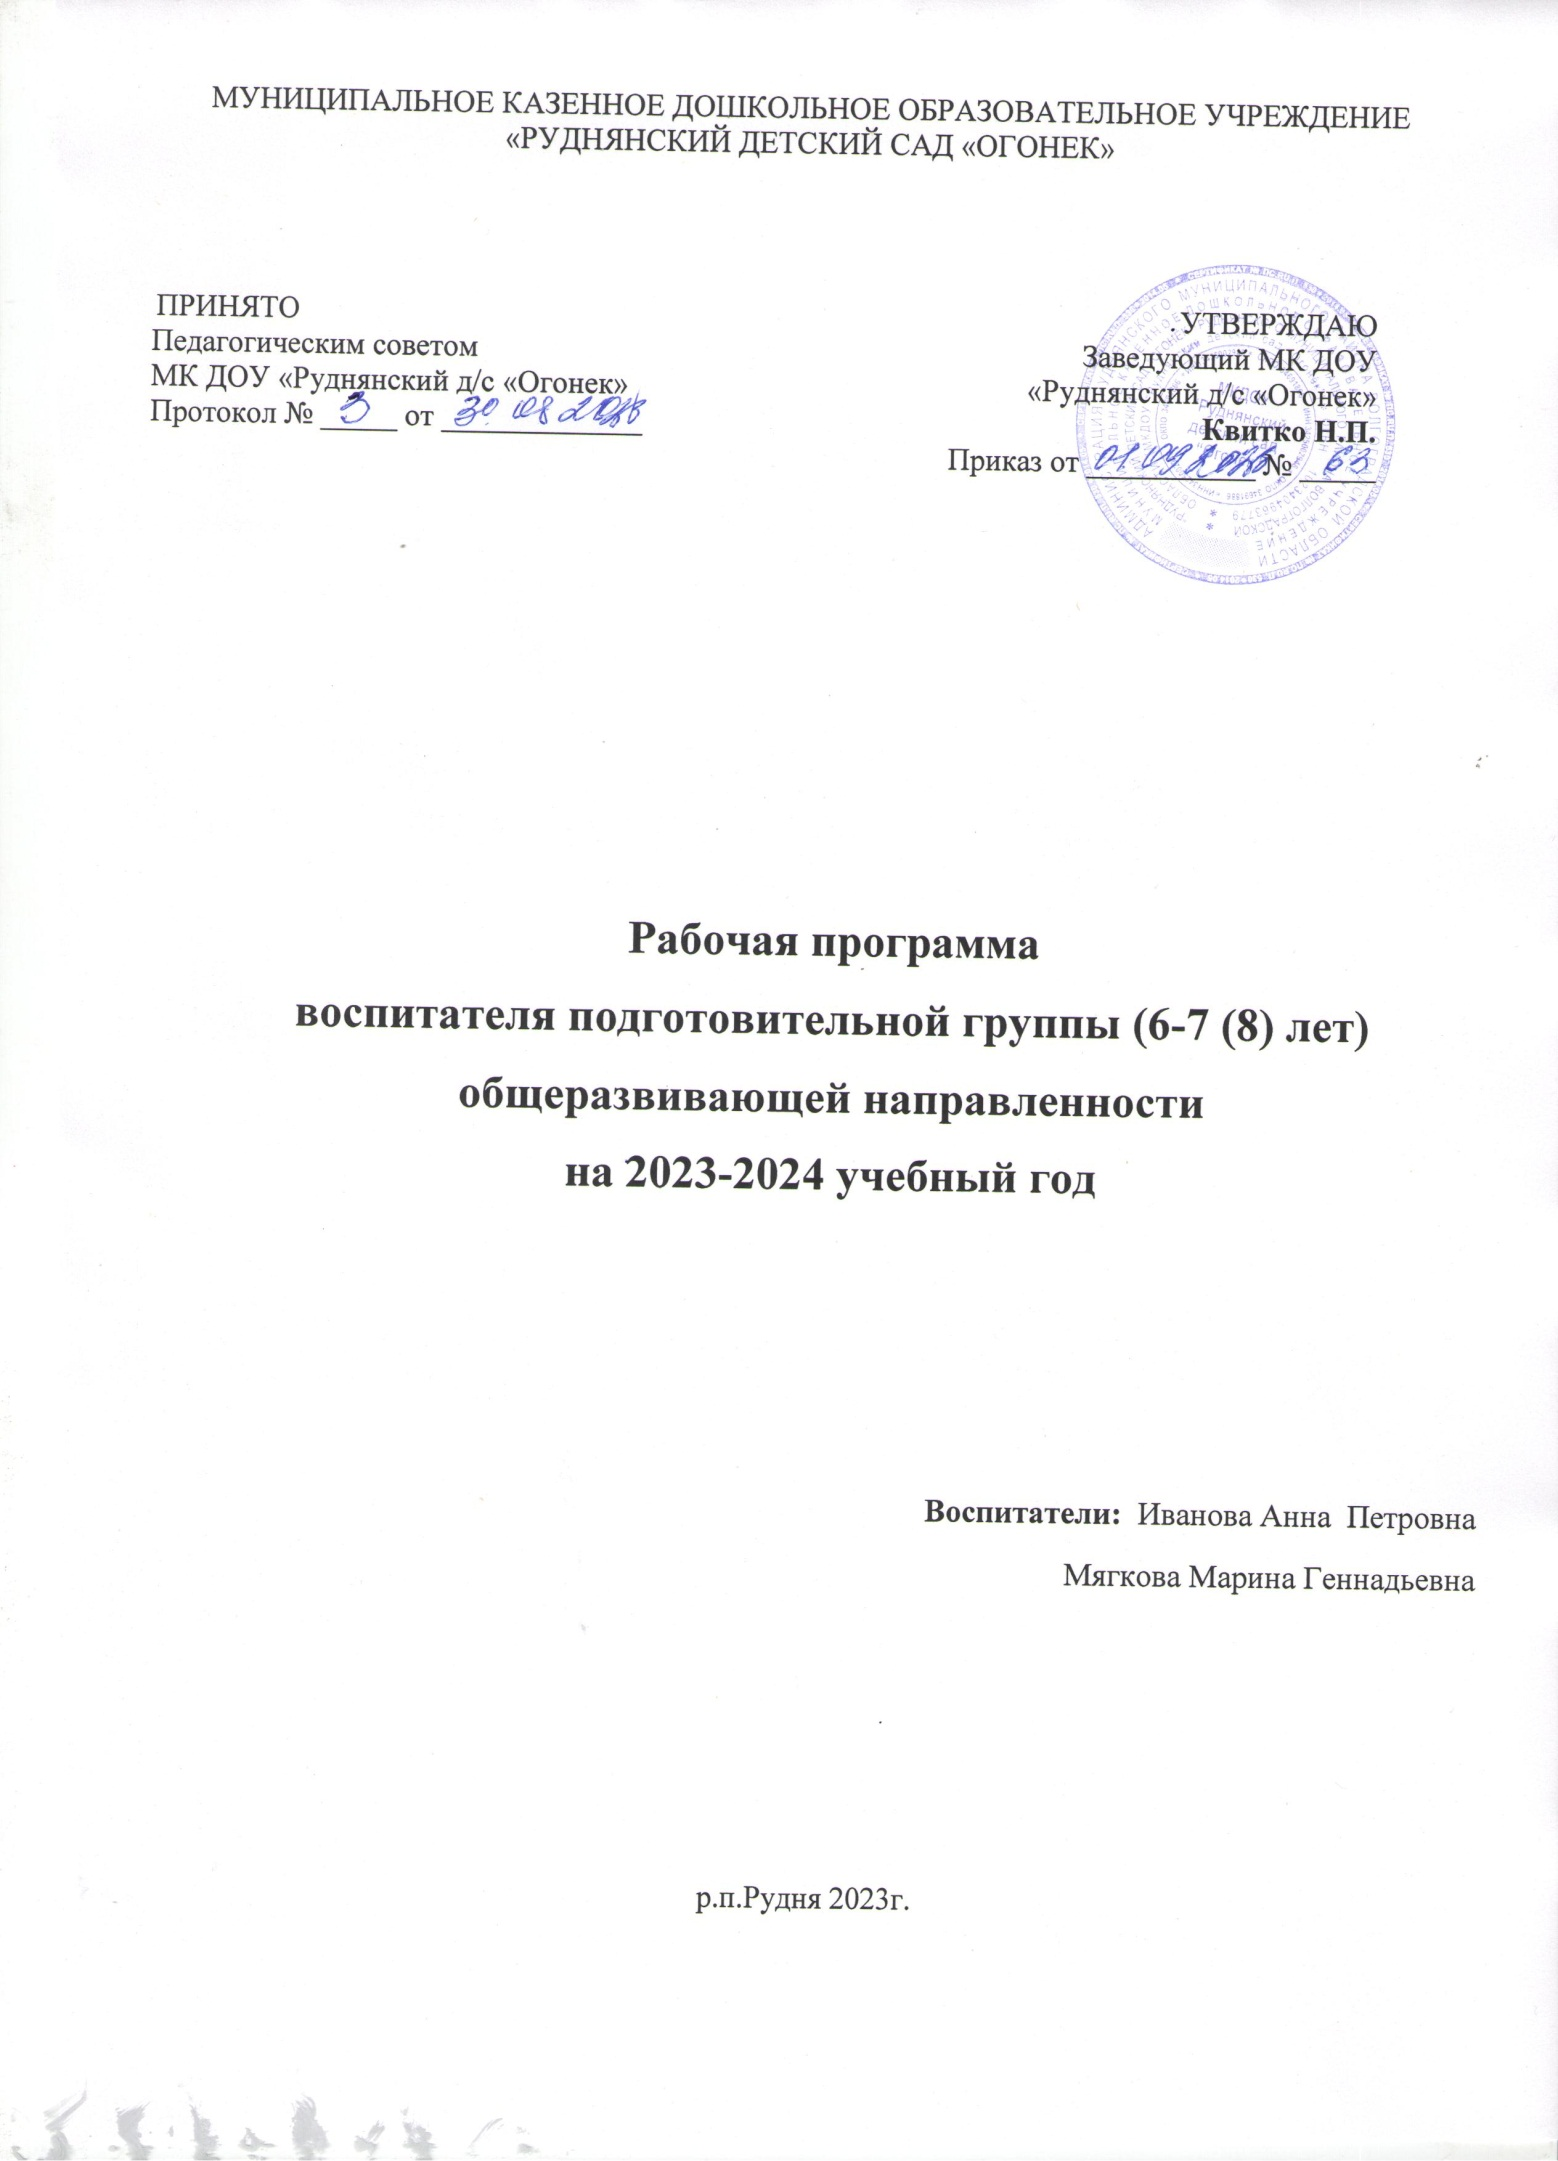 МУНИЦИПАЛЬНОЕ КАЗЕННОЕ ДОШКОЛЬНОЕ ОБРАЗОВАТЕЛЬНОЕ УЧРЕЖДЕНИЕ
«РУДНЯНСКИЙ ДЕТСКИЙ САД «ОГОНЕК»
ПРИНЯТО
Педагогическим советом
МК ДОУ «Руднянский д/с «Огонек»
Протокол № 3 от 30.08.2023
УТВЕРЖДАЮ
Заведующий МК ДОУ
«Руднянский д/с «Огонек»
Квитко Н.П.
Приказ от 01.09.2023 № 63
Рабочая программа
воспитателя подготовительной группы (6-7 (8) лет)
общеразвивающей направленности
на 2023-2024 учебный год
Воспитатели: Иванова Анна Петровна
Мягкова Марина Геннадьевна
р.п.Рудня 2023г.